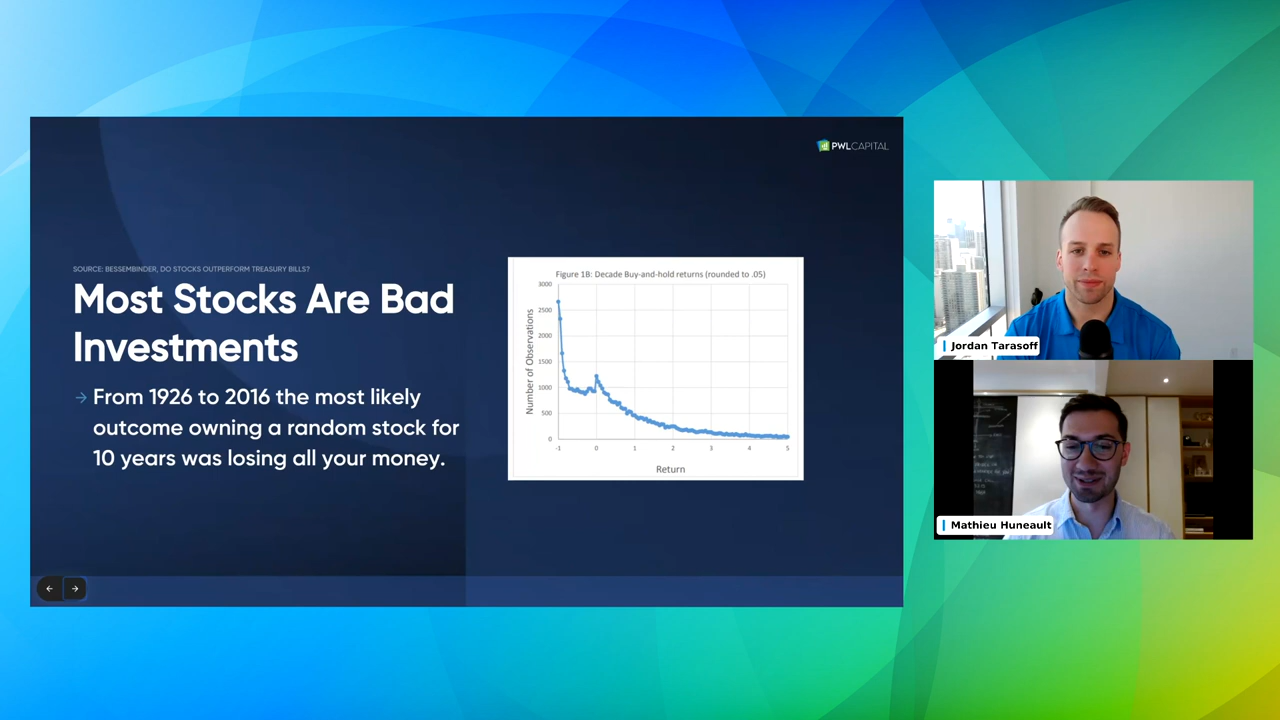 PWLCAPITAL
SOURCE: BESSEMBINDER, DO STOCKS OUTPERFORM TREASURY BILLS?
Most Stocks Are Bad
Investments
→ From 1926 to 2016 the most likely
outcome owning a random stock for
10 years was losing all your money.
Figure 1B: Decade Buy-and-hold returns (rounded to .05)
Number of Observations
3000
2500
2000
1500
1000
500
0
-1 0 1 2 3 4 5
Return
Jordan Tarasoff
Mathieu Huneault